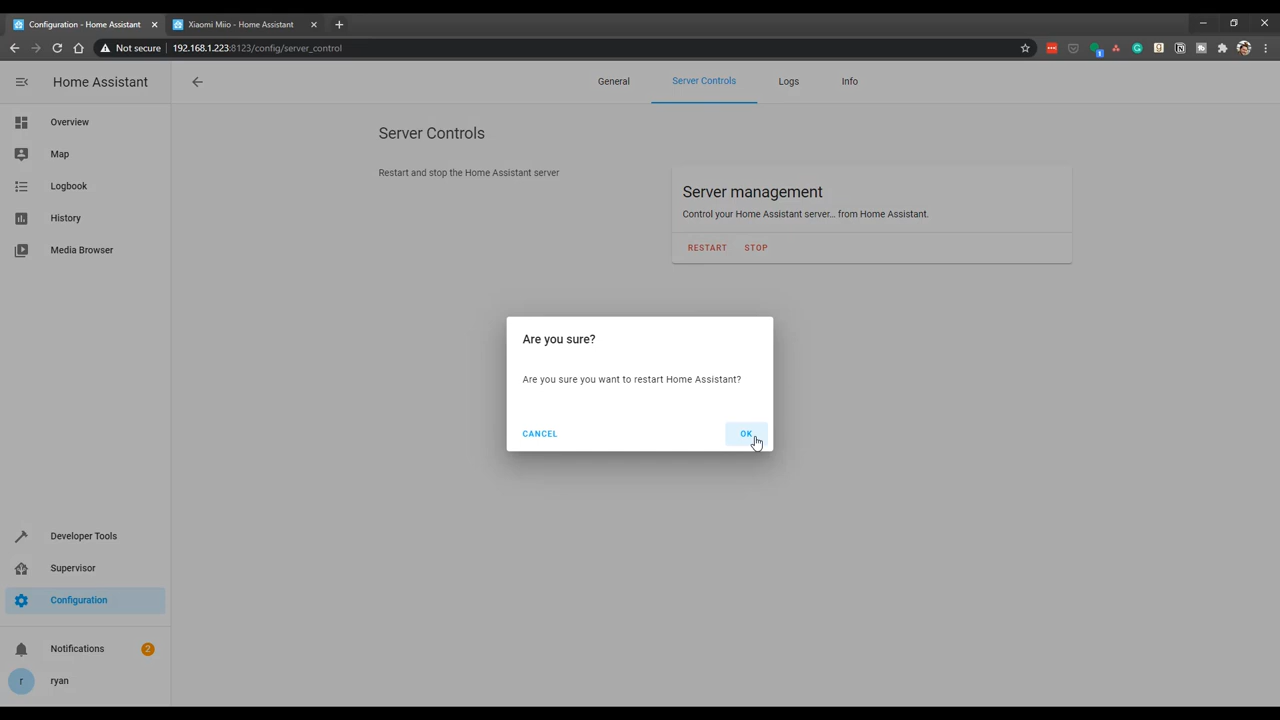 Configuration - Home Assistant
Xiaomi Miio - Home Assistant
Not secure
192.168.1.223:8123/config/server_control
1
Home Assistant
General
Server Controls
Logs
Info
Overview
Map
Logbook
History
Media Browser
Developer Tools
Supervisor
Configuration
Notifications
2
r
ryan
Server Controls
Restart and stop the Home Assistant server
Server management
Control your Home Assistant server... from Home Assistant.
RESTART
STOP
Are you sure?
Are you sure you want to restart Home Assistant?
CANCEL
OK